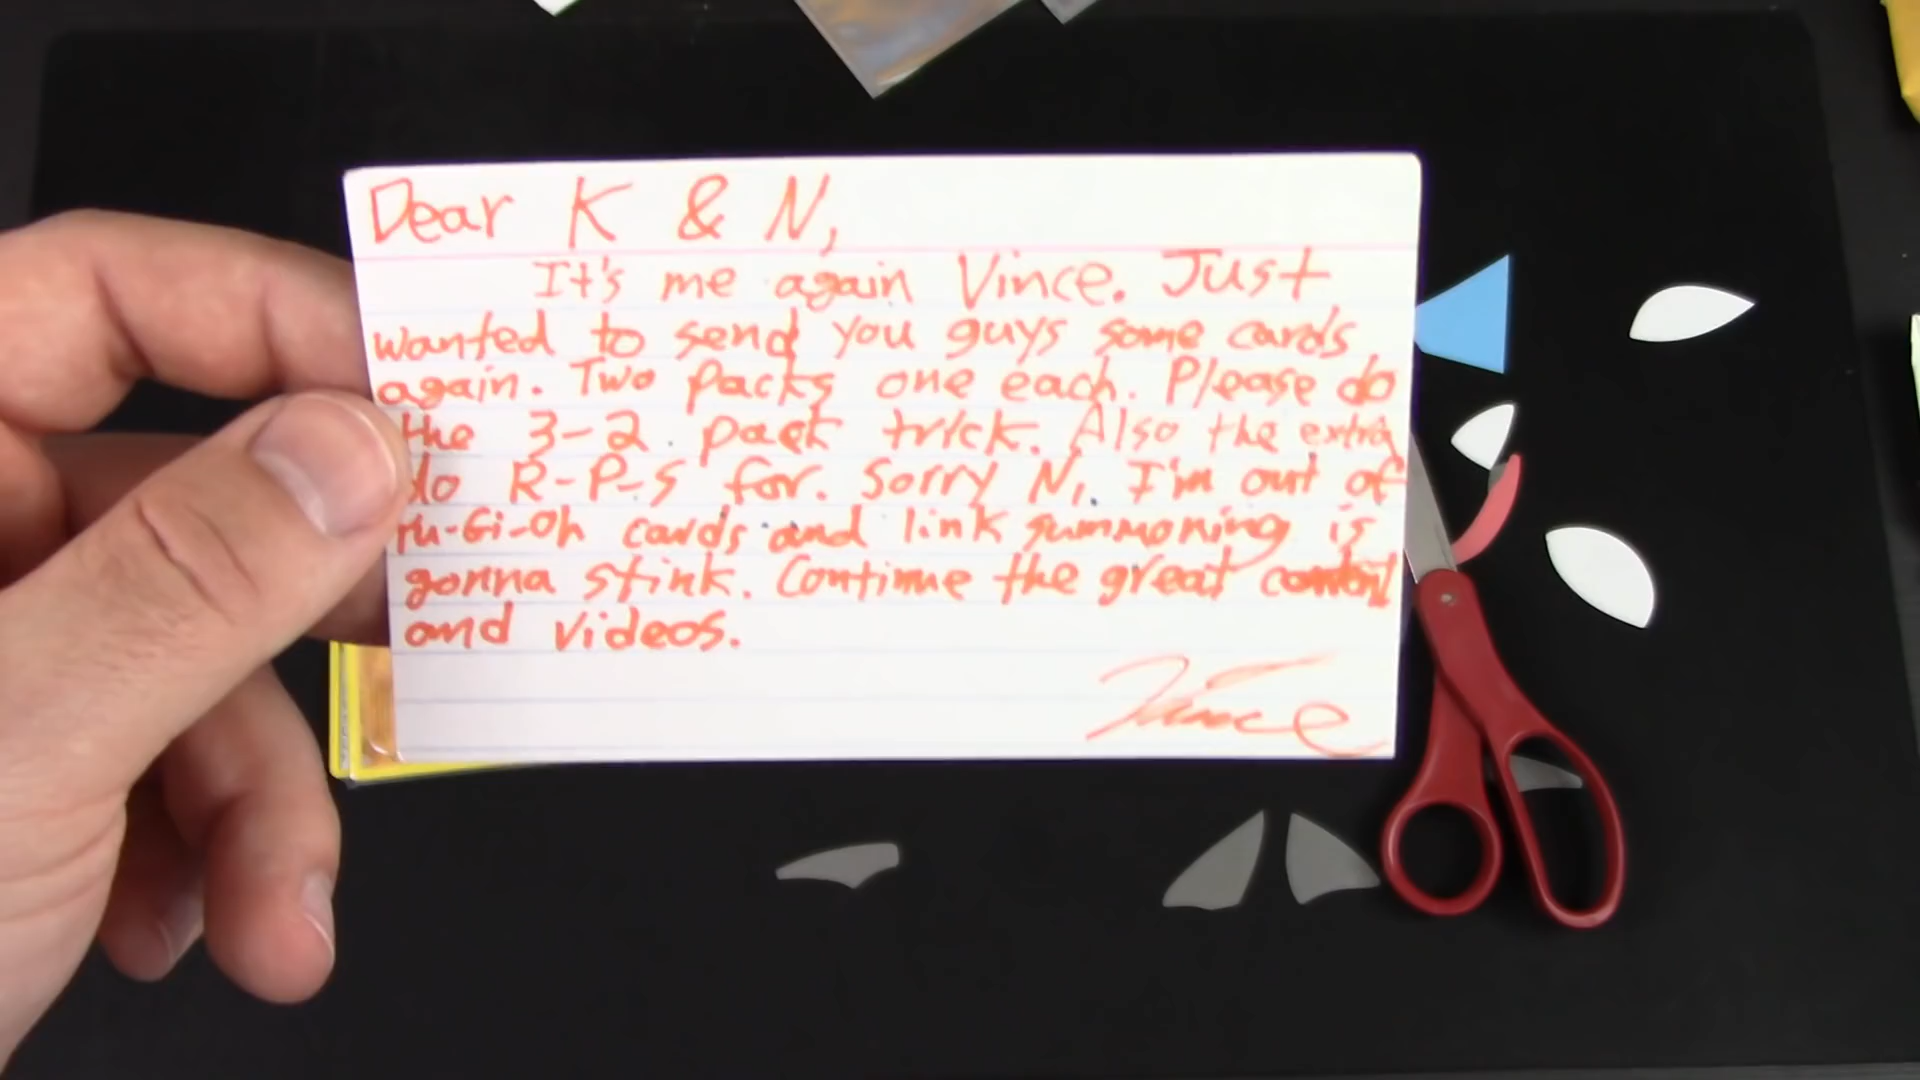 Dear K & N,
It's me again Vince. Just
wanted to send you guys some cards
again. Two packs one each. Please do
the 3-2 pack trick. Also the extra
do R-P-S for. Sorry N, I'm out of
Yu-Gi-Oh cards and link summoning is
gonna stink. Continue the great content
and videos.
Vince